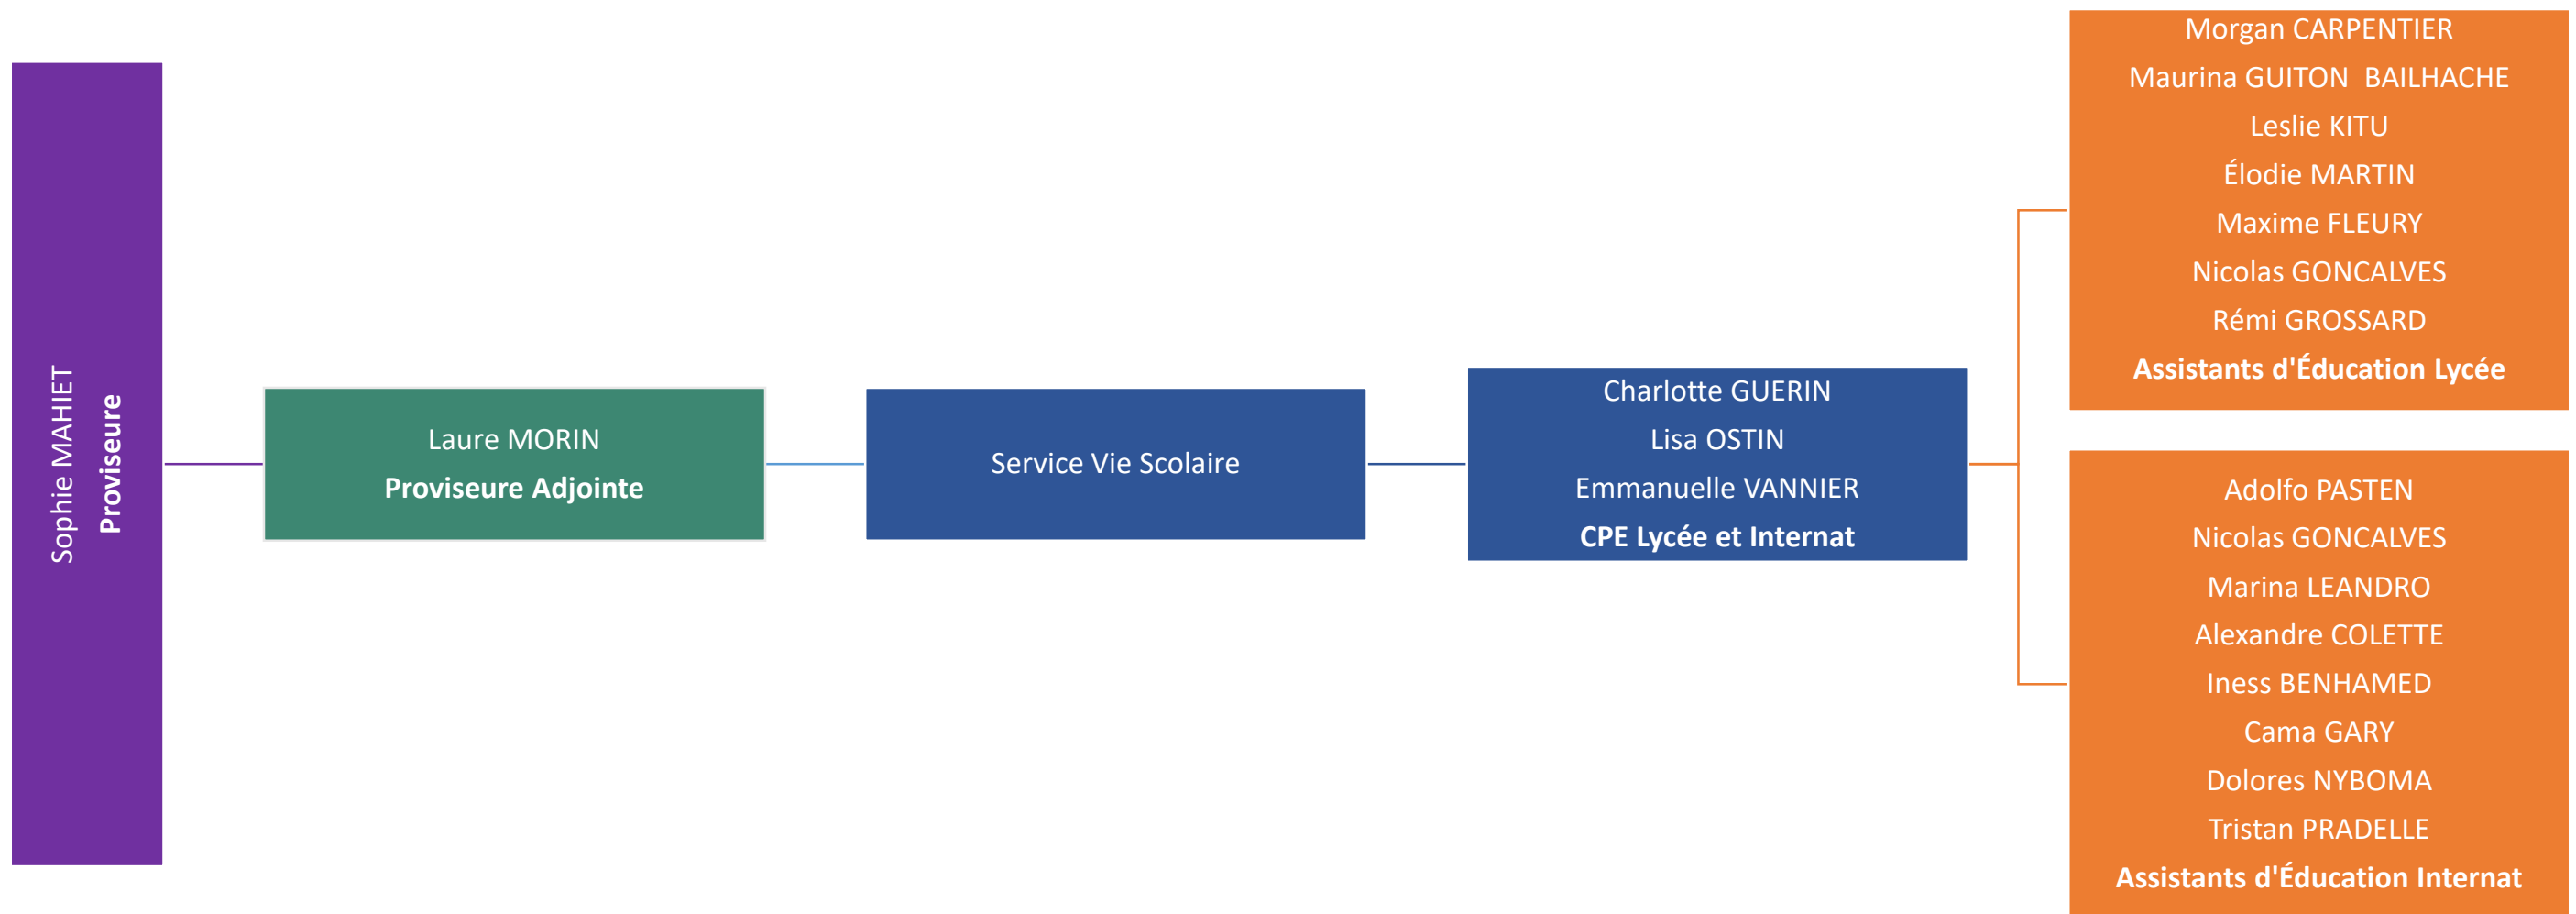 Sophie MAHIET
Proviseure
Laure MORIN
Proviseure Adjointe
Service Vie Scolaire
Charlotte GUERIN
Lisa OSTIN
Emmanuelle VANNIER
CPE Lycée et Internat
Morgan CARPENTIER
Maurina GUITON  BAILHACHE
Leslie KITU
Élodie MARTIN
Maxime FLEURY
Nicolas GONCALVES
Rémi GROSSARD
Assistants d'Éducation Lycée
Adolfo PASTEN
Nicolas GONCALVES
Marina LEANDRO
Alexandre COLETTE
Iness BENHAMED
Cama GARY
Dolores NYBOMA
Tristan PRADELLE
Assistants d'Éducation Internat